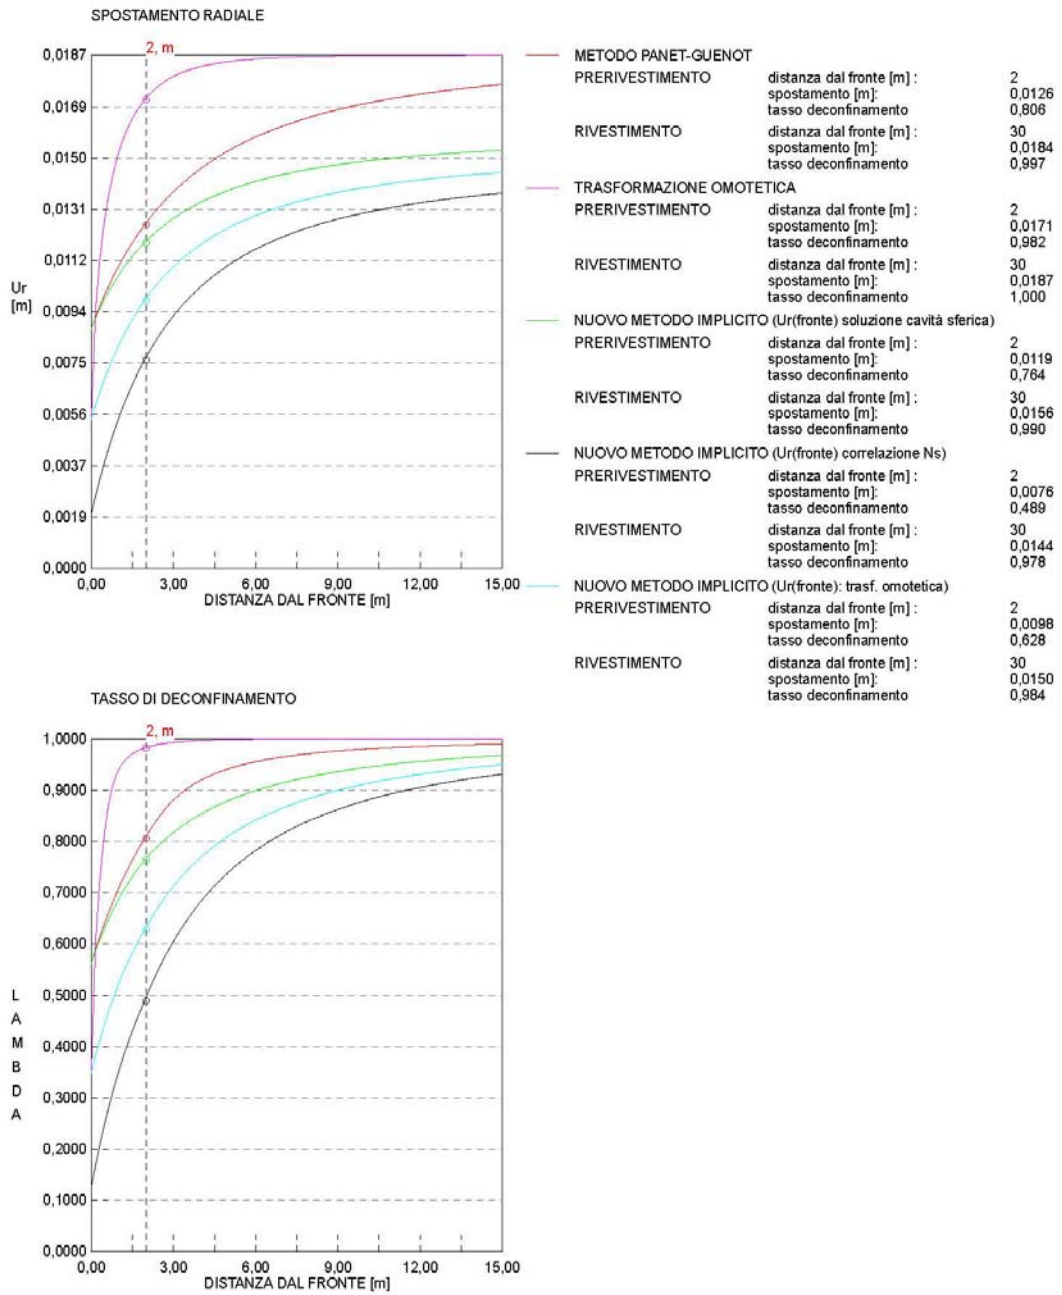 SPOSTAMENTO RADIALE
2, m
0,0187
0,0169
0,0150
0,0131
0,0112
0,0094
0,0075
0,0056
0,0037
0,0019
0,0000
Ur
[m]
0,00 3,00 6,00 9,00 12,00 15,00
DISTANZA DAL FRONTE [m]
METODO PANET-GUENOT
PRERIVESTIMENTO distanza dal fronte [m] : 2
spostamento [m]: 0,0126
tasso deconfinamento 0,806
RIVESTIMENTO distanza dal fronte [m] : 30
spostamento [m]: 0,0184
tasso deconfinamento 0,997
TRASFORMAZIONE OMOTETICA
PRERIVESTIMENTO distanza dal fronte [m] : 2
spostamento [m]: 0,0171
tasso deconfinamento 0,982
RIVESTIMENTO distanza dal fronte [m] : 30
spostamento [m]: 0,0187
tasso deconfinamento 1,000
NUOVO METODO IMPLICITO (Ur(fronte) soluzione cavità sferica)
PRERIVESTIMENTO distanza dal fronte [m] : 2
spostamento [m]: 0,0119
tasso deconfinamento 0,764
RIVESTIMENTO distanza dal fronte [m] : 30
spostamento [m]: 0,0156
tasso deconfinamento 0,990
NUOVO METODO IMPLICITO (Ur(fronte) correlazione Ns)
PRERIVESTIMENTO distanza dal fronte [m] : 2
spostamento [m]: 0,0076
tasso deconfinamento 0,489
RIVESTIMENTO distanza dal fronte [m] : 30
spostamento [m]: 0,0144
tasso deconfinamento 0,978
NUOVO METODO IMPLICITO (Ur(fronte): trasf. omotetica)
PRERIVESTIMENTO distanza dal fronte [m] : 2
spostamento [m]: 0,0098
tasso deconfinamento 0,628
RIVESTIMENTO distanza dal fronte [m] : 30
spostamento [m]: 0,0150
tasso deconfinamento 0,984
TASSO DI DECONFINAMENTO
2, m
1,0000
0,9000
0,8000
0,7000
0,6000
0,5000
0,4000
0,3000
0,2000
0,1000
0,0000
L
A
M
B
D
A
0,00 3,00 6,00 9,00 12,00 15,00
DISTANZA DAL FRONTE [m]